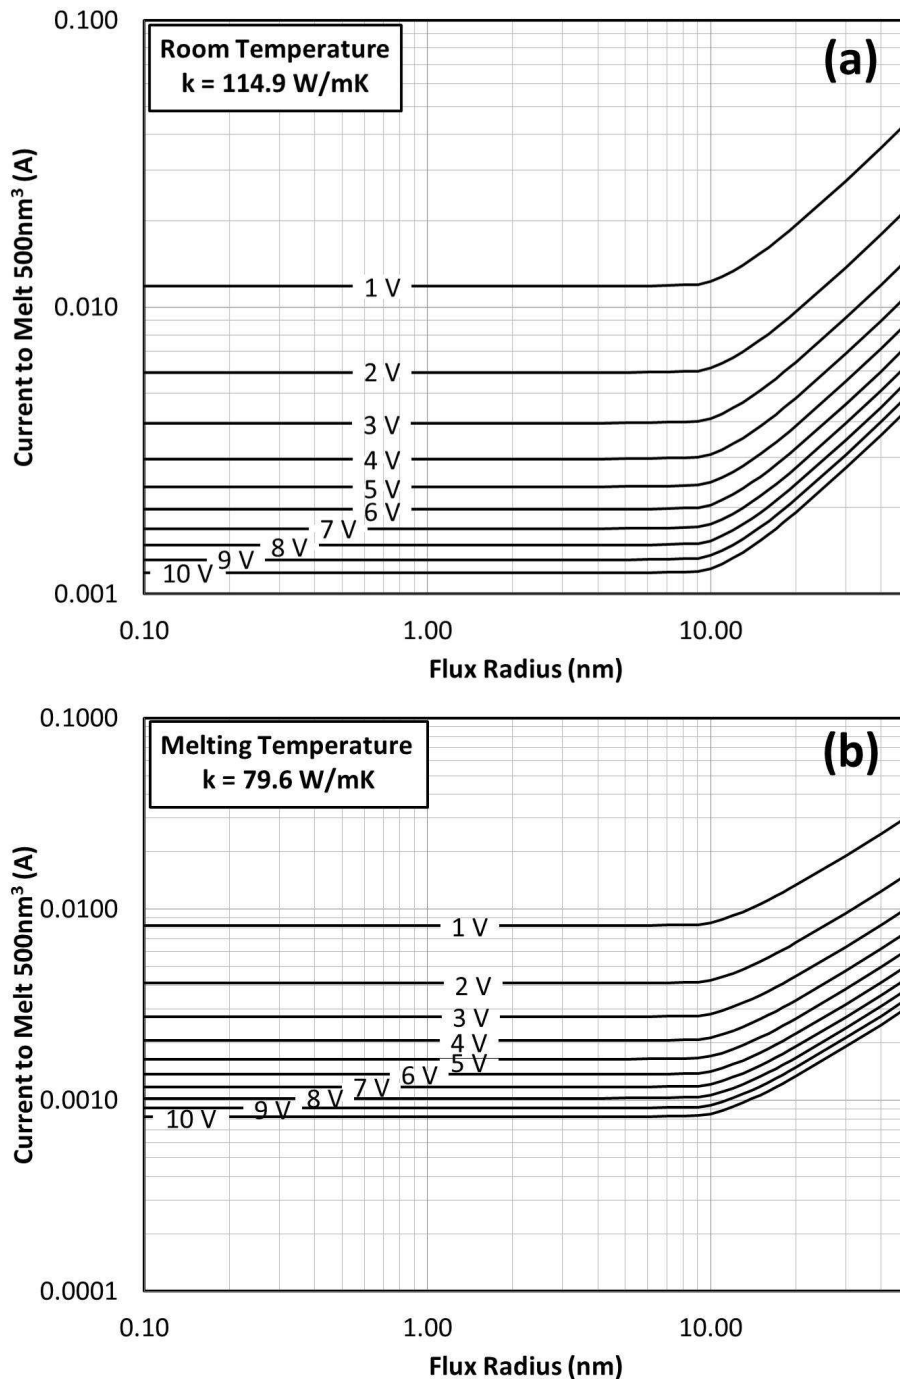 0.100
Room Temperature
k = 114.9 W/mK
(a)
Current to Melt 500nm³ (A)
0.010
0.001
1 V
2 V
3 V
4 V
5 V
6 V
7 V
8 V
9 V
10 V
0.10
1.00
10.00
Flux Radius (nm)
0.1000
Melting Temperature
k = 79.6 W/mK
(b)
Current to Melt 500nm³ (A)
0.0100
0.0010
0.0001
1 V
2 V
3 V
4 V
5 V
6 V
7 V
8 V
9 V
10 V
0.10
1.00
10.00
Flux Radius (nm)